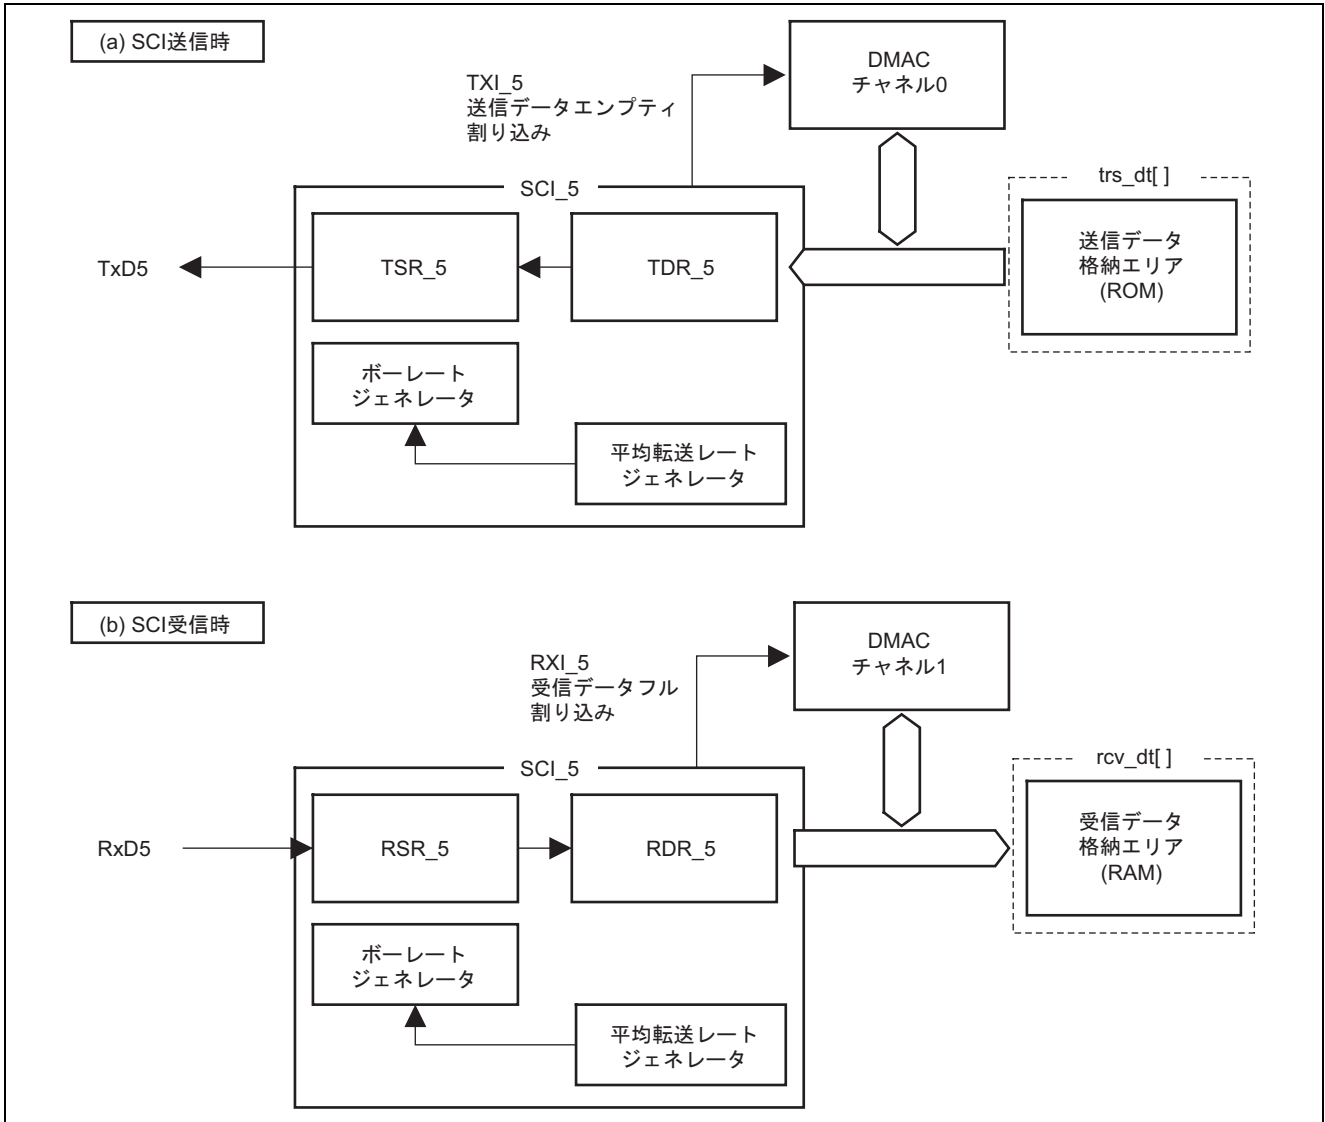 (a) SCI送信時
DMAC
チャネル0
TXI_5
送信データエンプティ
割り込み
trs_dt[ ]
SCI_5
送信データ
格納エリア
(ROM)
TxD5
TSR_5
TDR_5
ボーレート
ジェネレータ
平均転送レート
ジェネレータ
(b) SCI受信時
DMAC
チャネル1
RXI_5
受信データフル
割り込み
rcv_dt[ ]
SCI_5
受信データ
格納エリア
(RAM)
RxD5
RSR_5
RDR_5
ボーレート
ジェネレータ
平均転送レート
ジェネレータ